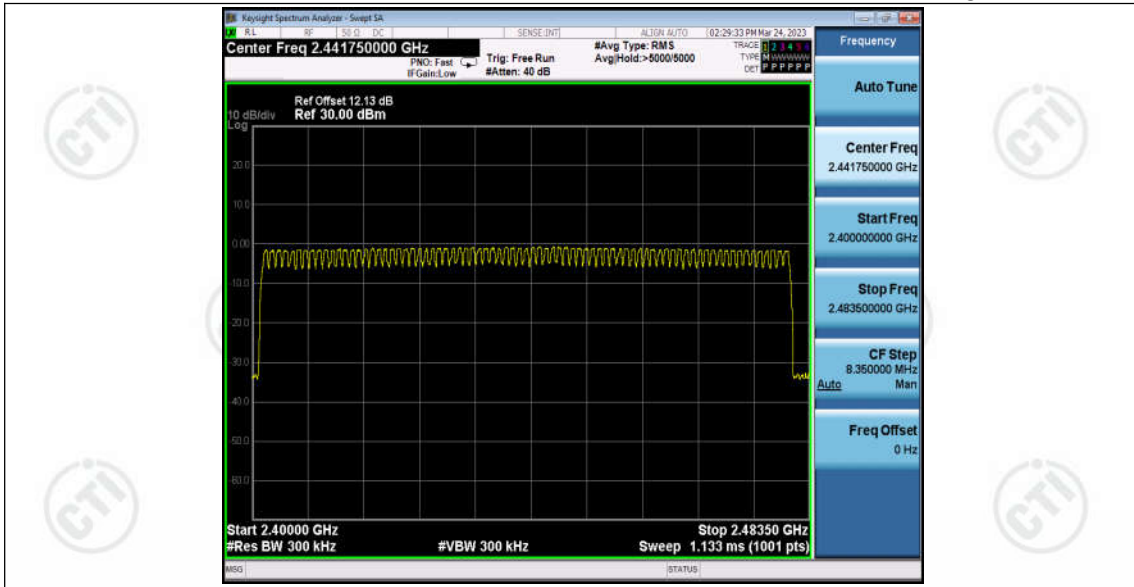 Keysight Spectrum Analyzer - Swept SA
RL RF 50 Ω DC SENSE:INT ALIGN AUTO 02:29:33 PM Mar 24, 2023
Center Freq 2.441750000 GHz
PNO: Fast
IFGain:Low
Trig: Free Run
#Atten: 40 dB
#Avg Type: RMS
Avg|Hold:>5000/5000
TRACE 1 2 3 4 5 6
TYPE M WWWWW
DET P P P P P P
Frequency
Auto Tune
Center Freq
2.441750000 GHz
Start Freq
2.400000000 GHz
Stop Freq
2.483500000 GHz
CF Step
8.350000 MHz
Auto Man
Freq Offset
0 Hz
Ref Offset 12.13 dB
10 dB/div Ref 30.00 dBm
Log
20.0
10.0
0.00
-10.0
-20.0
-30.0
-40.0
-50.0
-60.0
Start 2.40000 GHz Stop 2.48350 GHz
#Res BW 300 kHz #VBW 300 kHz Sweep 1.133 ms (1001 pts)
MSG STATUS
CTI
CTI
CTI
CTI